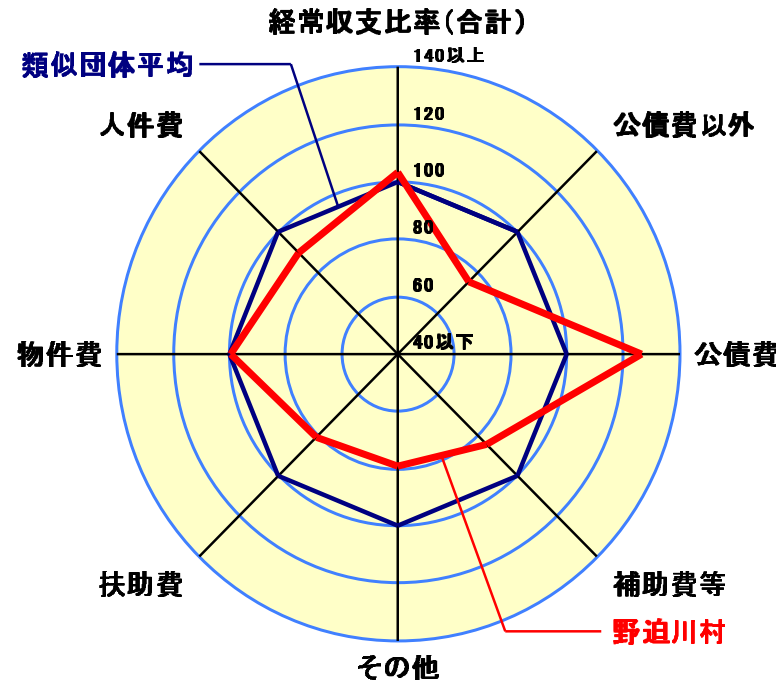 経常収支比率(合計)
140以上
類似団体平均
人件費
120
公債費以外
100
80
60
40以下
物件費
公債費
扶助費
補助費等
野迫川村
その他